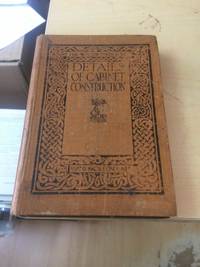 DETAILS
OF CABINET
CONSTRUCTION